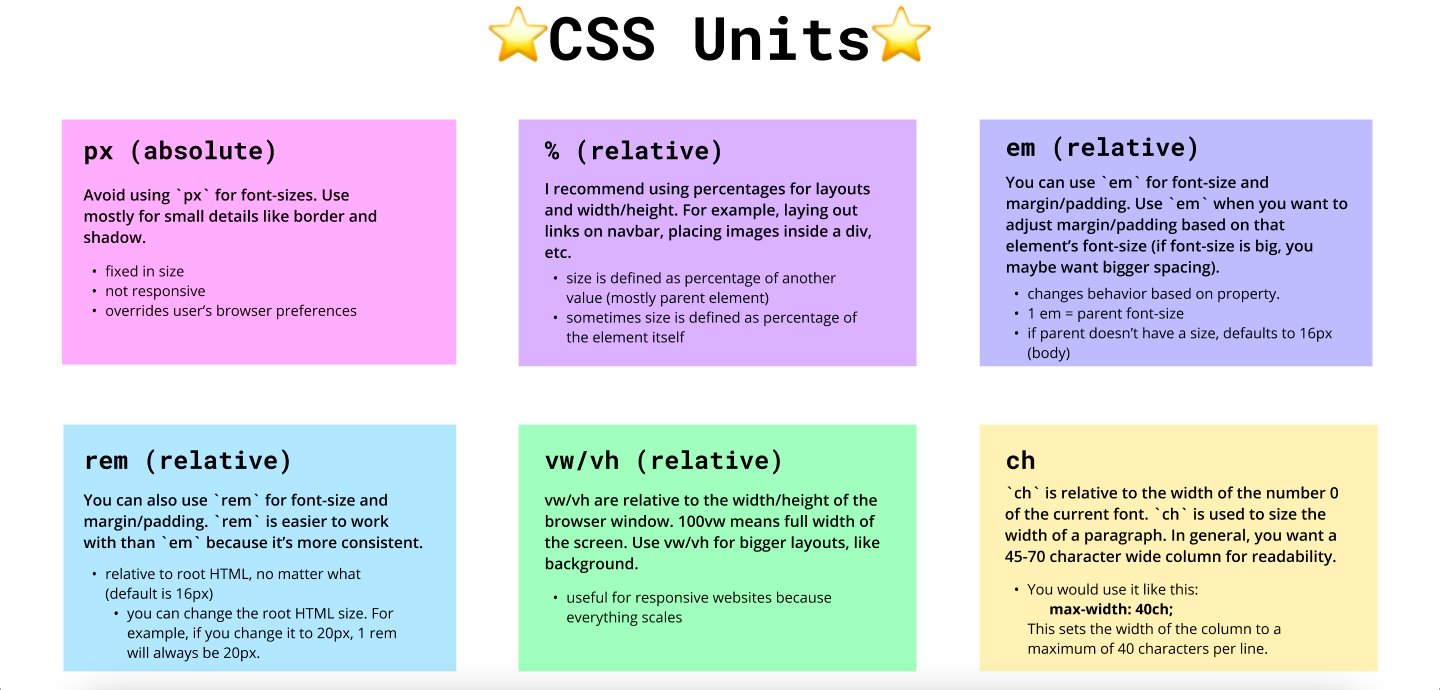 ⭐CSS Units⭐
px (absolute)
Avoid using `px` for font-sizes. Use
mostly for small details like border and
shadow.
• fixed in size
• not responsive
• overrides user’s browser preferences
% (relative)
I recommend using percentages for layouts
and width/height. For example, laying out
links on navbar, placing images inside a div,
etc.
• size is defined as percentage of another
value (mostly parent element)
• sometimes size is defined as percentage of
the element itself
em (relative)
You can use `em` for font-size and
margin/padding. Use `em` when you want to
adjust margin/padding based on that
element’s font-size (if font-size is big, you
maybe want bigger spacing).
• changes behavior based on property.
• 1 em = parent font-size
• if parent doesn’t have a size, defaults to 16px
(body)
rem (relative)
You can also use `rem` for font-size and
margin/padding. `rem` is easier to work
with than `em` because it’s more consistent.
• relative to root HTML, no matter what
(default is 16px)
• you can change the root HTML size. For
example, if you change it to 20px, 1 rem
will always be 20px.
vw/vh (relative)
vw/vh are relative to the width/height of the
browser window. 100vw means full width of
the screen. Use vw/vh for bigger layouts, like
background.
• useful for responsive websites because
everything scales
ch
`ch` is relative to the width of the number 0
of the current font. `ch` is used to size the
width of a paragraph. In general, you want a
45-70 character wide column for readability.
• You would use it like this:
max-width: 40ch;
This sets the width of the column to a
maximum of 40 characters per line.